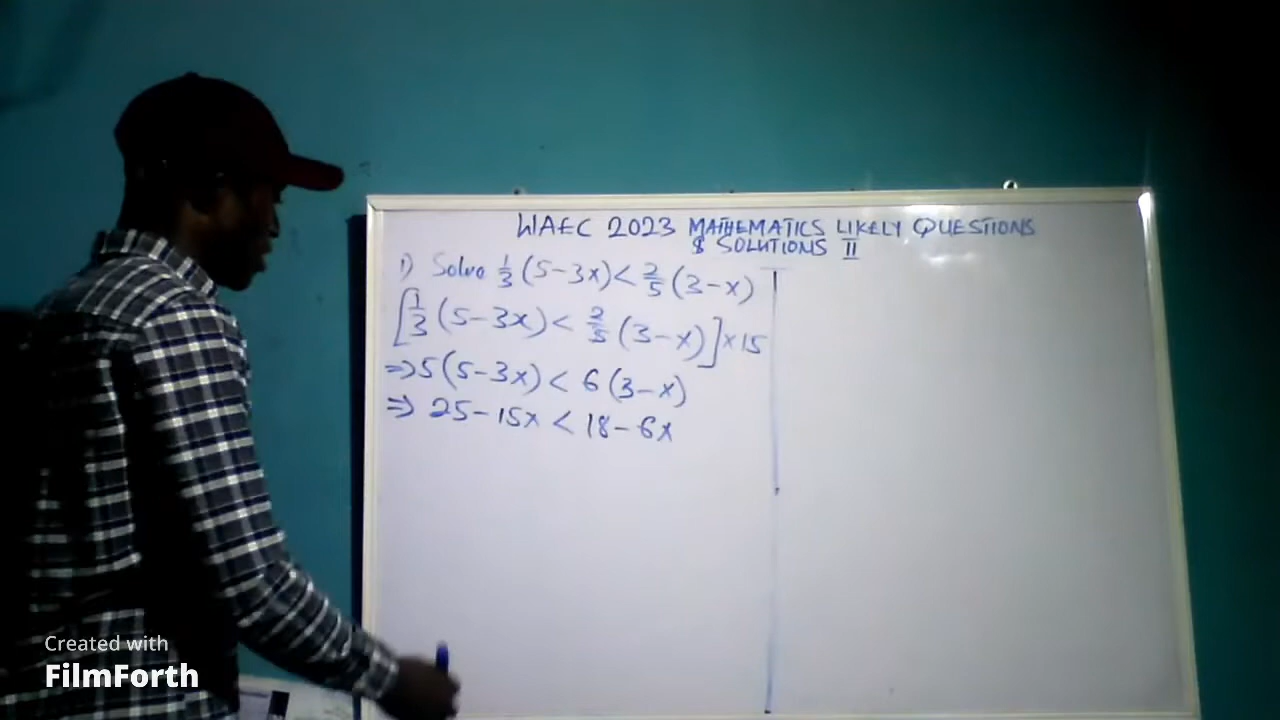 WAEC 2023 MATHEMATICS LIKELY QUESTIONS
& SOLUTIONS II
1) Solve 1/3 (5-3x) < 2/5 (3-x)
[1/3 (5-3x) < 2/5 (3-x)] × 15
⇒ 5(5-3x) < 6(3-x)
⇒ 25-15x < 18-6x
Created with
FilmForth